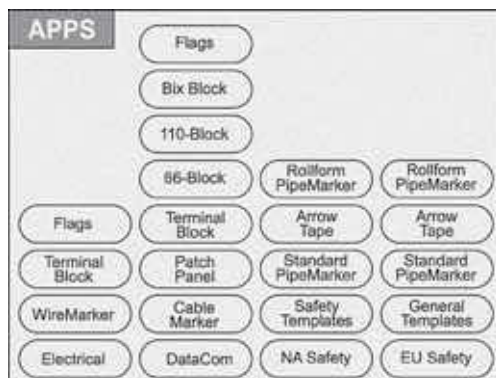 APPS
Flags
Bix Block
110-Block
66-Block
Rollform
PipeMarker
Rollform
PipeMarker
Flags
Terminal
Block
Arrow
Tape
Arrow
Tape
Terminal
Block
Patch
Panel
Standard
PipeMarker
Standard
PipeMarker
WireMarker
Cable
Marker
Safety
Templates
General
Templates
Electrical
DataCom
NA Safety
EU Safety